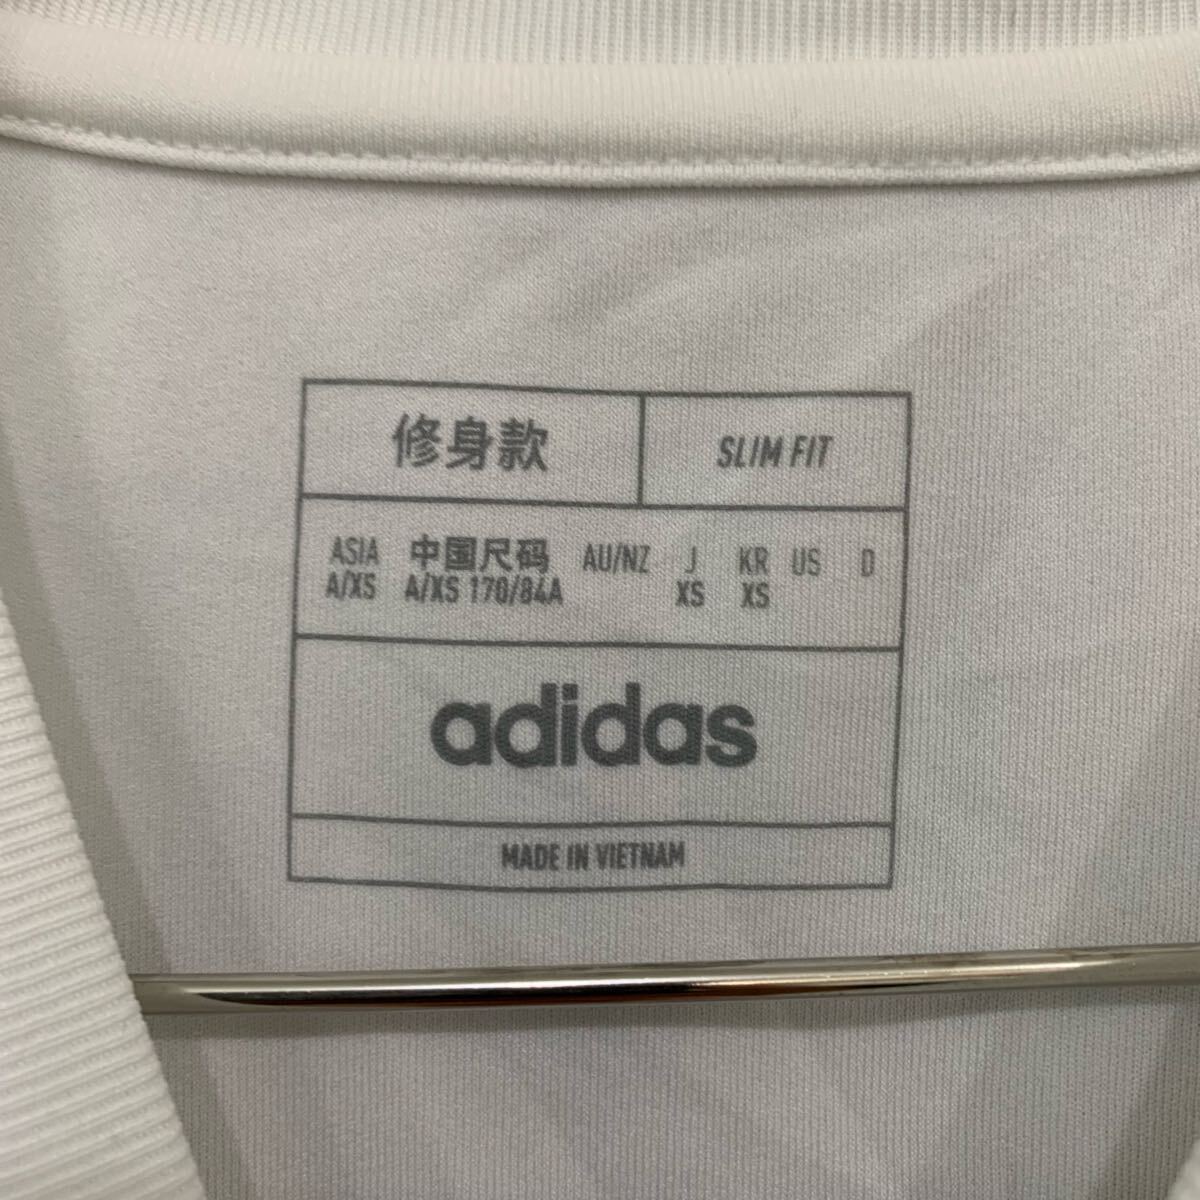 修身款 SLIM FIT
ASIA 中国尺码 AU/NZ J KR US D
A/XS A/XS 170/84A XS XS
adidas
MADE IN VIETNAM